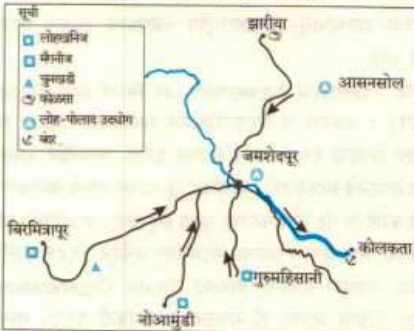 सूची
लोहखनिज
मँगनीज
चुनखडी
कोळसा
लोह-पोलाद उद्योग
बंदर
झारीया
आसनसोल
जमशेदपूर
बिरमित्रापूर
कोलकता
गुरुमहिसानी
नोआमुंडी